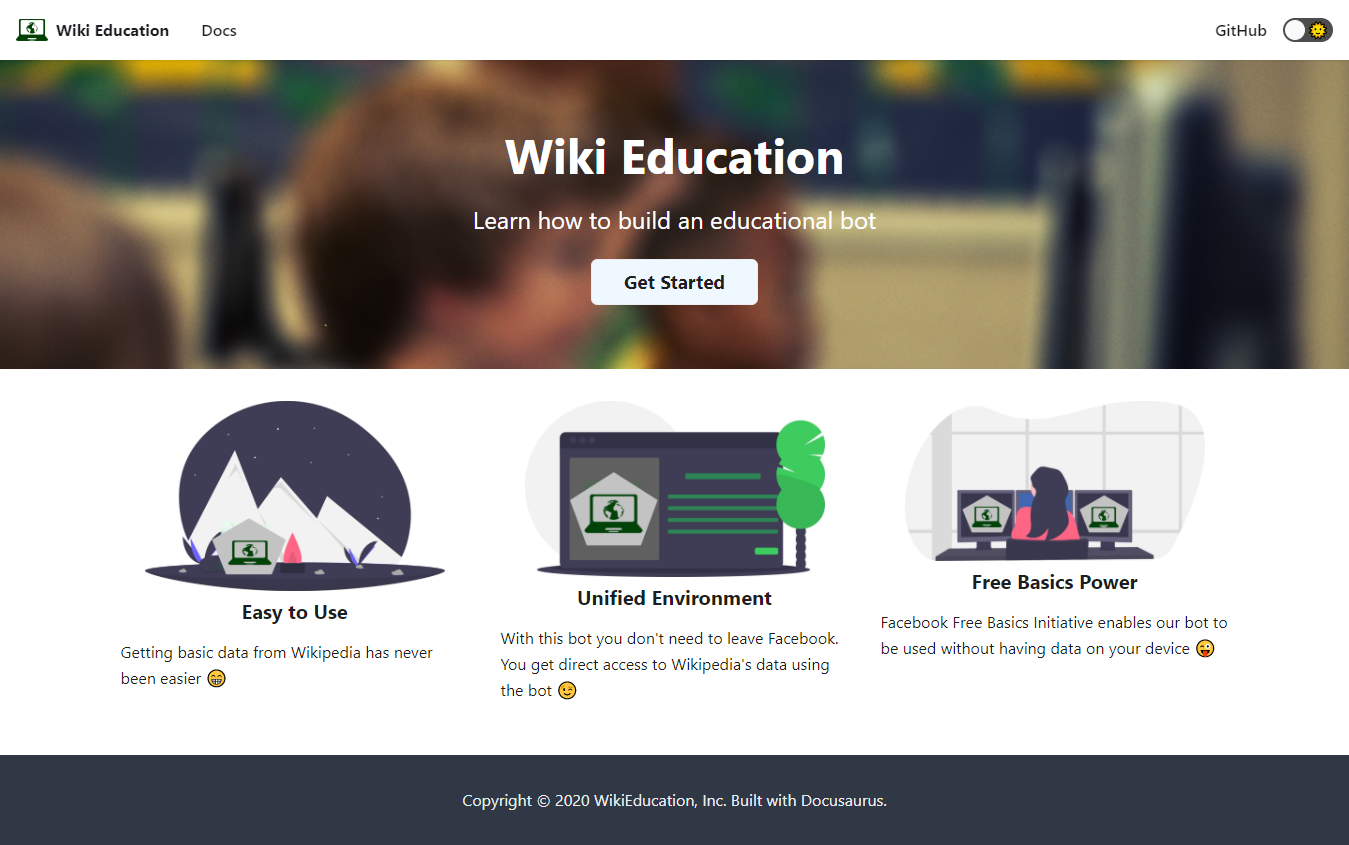 Wiki Education
Docs
GitHub
Wiki Education
Learn how to build an educational bot
Get Started
Easy to Use
Getting basic data from Wikipedia has never
been easier 😁
Unified Environment
With this bot you don't need to leave Facebook.
You get direct access to Wikipedia's data using
the bot 😉
Free Basics Power
Facebook Free Basics Initiative enables our bot to
be used without having data on your device 😜
Copyright © 2020 WikiEducation, Inc. Built with Docusaurus.